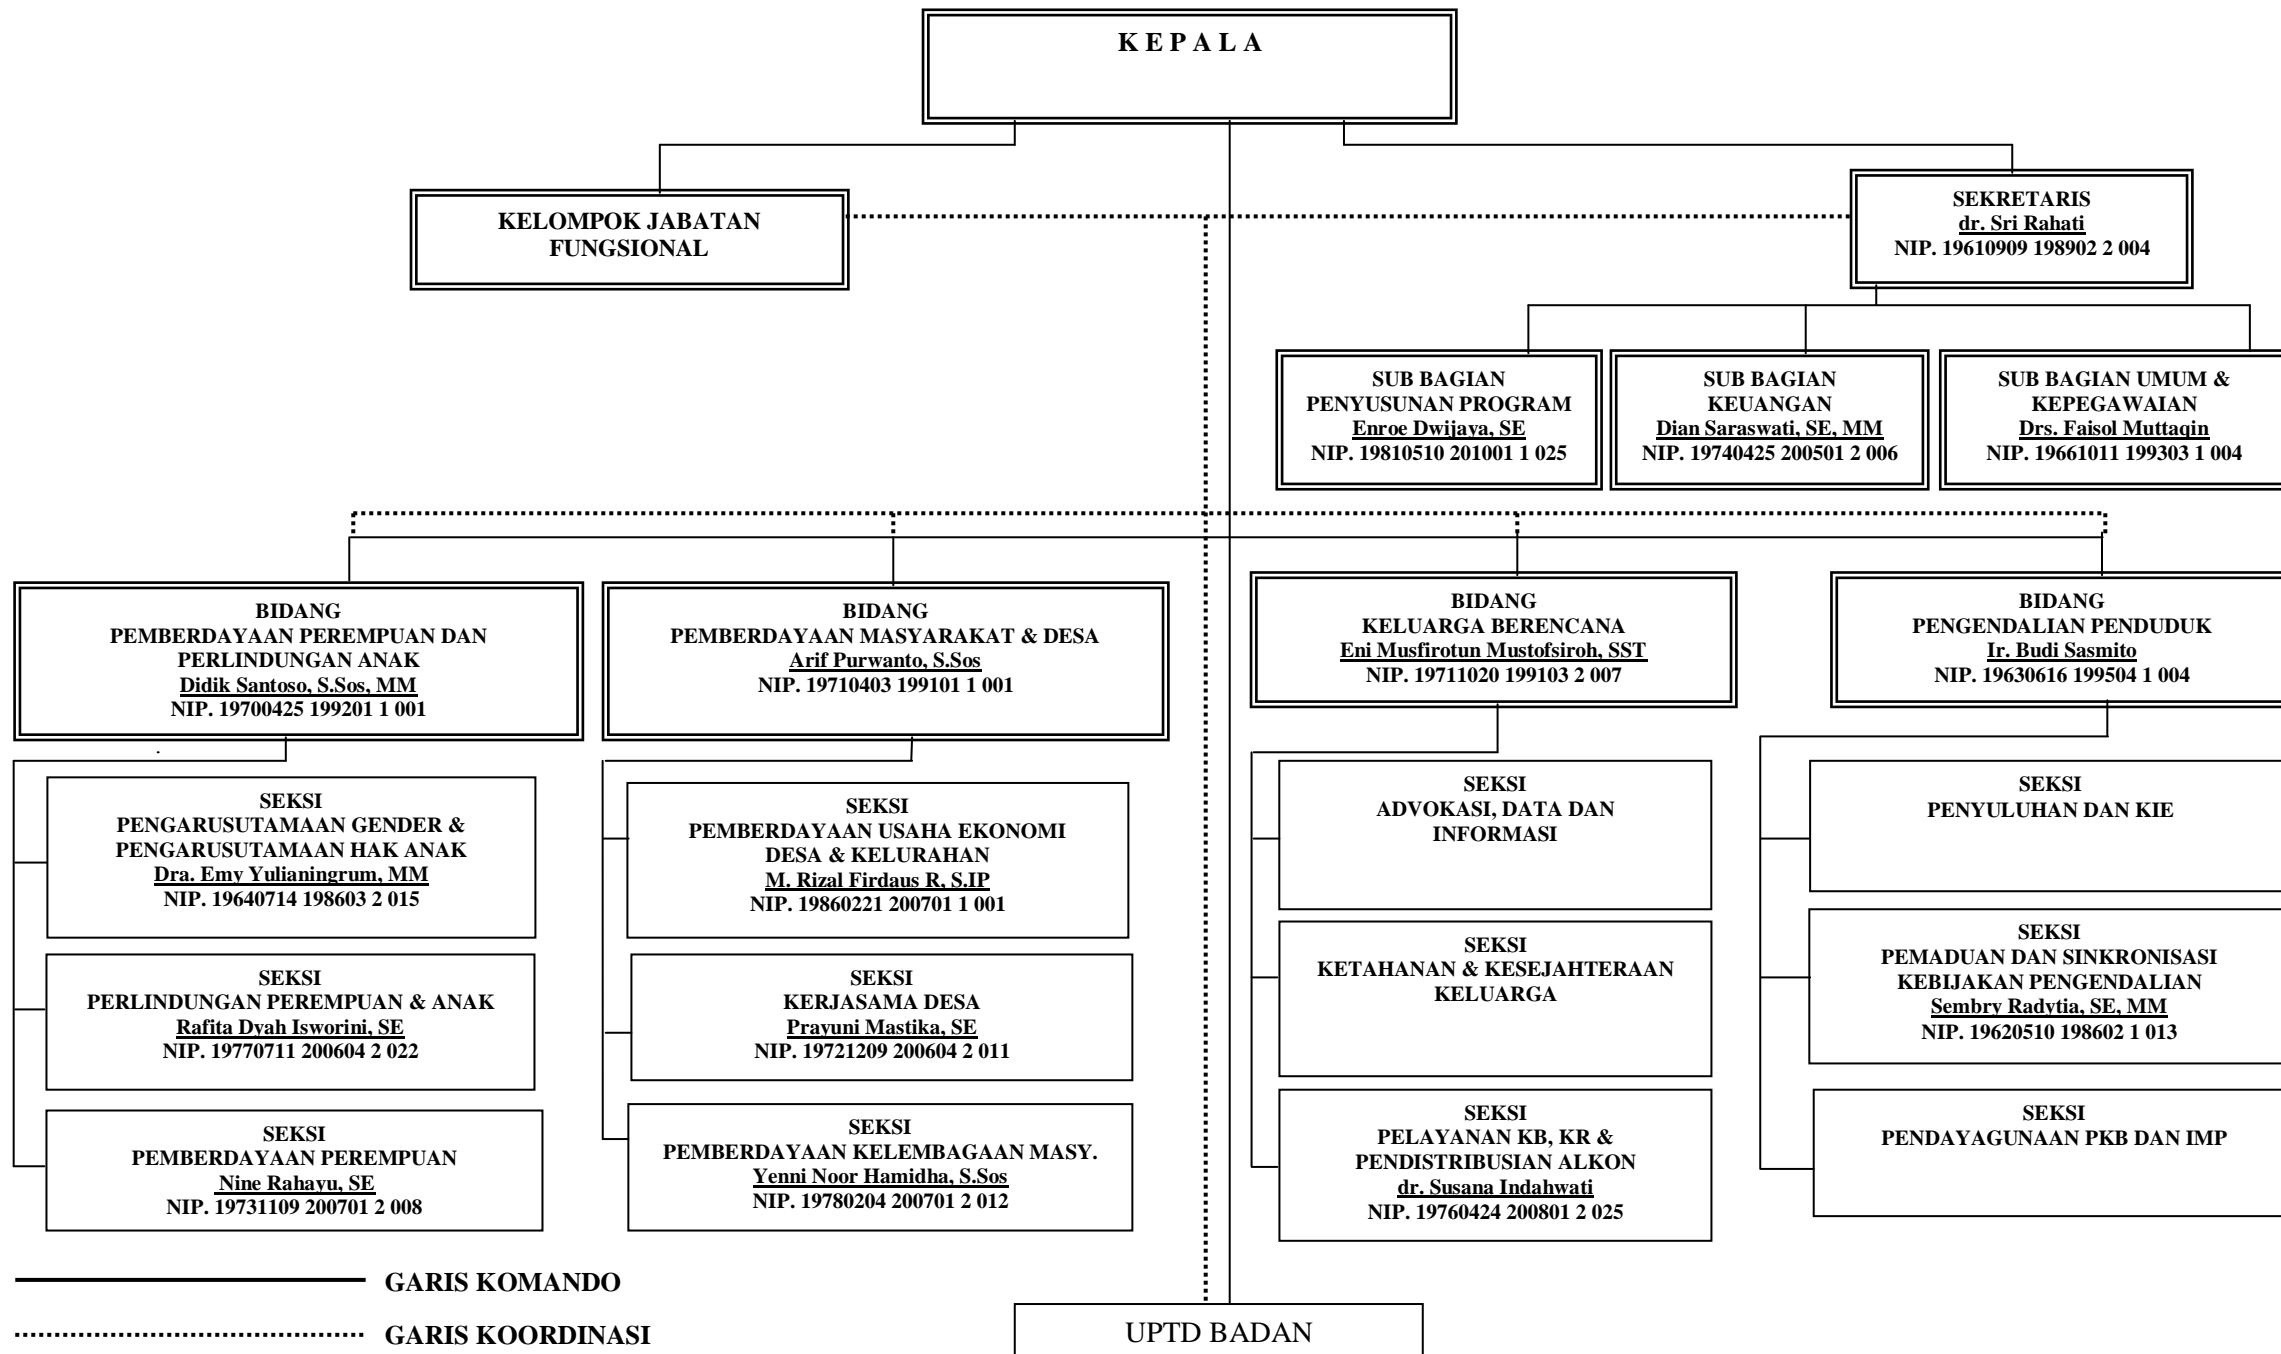 K E P A L A
KELOMPOK JABATAN
FUNGSIONAL
SEKRETARIS
dr. Sri Rahati
NIP. 19610909 198902 2 004
SUB BAGIAN
PENYUSUNAN PROGRAM
Enroe Dwijaya, SE
NIP. 19810510 201001 1 025
SUB BAGIAN
KEUANGAN
Dian Saraswati, SE, MM
NIP. 19740425 200501 2 006
SUB BAGIAN UMUM &
KEPEGAWAIAN
Drs. Faisol Muttaqin
NIP. 19661011 199303 1 004
BIDANG
PEMBERDAYAAN PEREMPUAN DAN
PERLINDUNGAN ANAK
Didik Santoso, S.Sos, MM
NIP. 19700425 199201 1 001
BIDANG
PEMBERDAYAAN MASYARAKAT & DESA
Arif Purwanto, S.Sos
NIP. 19710403 199101 1 001
BIDANG
KELUARGA BERENCANA
Eni Musfirotun Mustofsiroh, SST
NIP. 19711020 199103 2 007
BIDANG
PENGENDALIAN PENDUDUK
Ir. Budi Sasmito
NIP. 19630616 199504 1 004
SEKSI
PENGARUSUTAMAAN GENDER &
PENGARUSUTAMAAN HAK ANAK
Dra. Emy Yulianingrum, MM
NIP. 19640714 198603 2 015
SEKSI
PERLINDUNGAN PEREMPUAN & ANAK
Rafita Dyah Isworini, SE
NIP. 19770711 200604 2 022
SEKSI
PEMBERDAYAAN PEREMPUAN
Nine Rahayu, SE
NIP. 19731109 200701 2 008
SEKSI
PEMBERDAYAAN USAHA EKONOMI
DESA & KELURAHAN
M. Rizal Firdaus R, S.IP
NIP. 19860221 200701 1 001
SEKSI
KERJASAMA DESA
Prayuni Mastika, SE
NIP. 19721209 200604 2 011
SEKSI
PEMBERDAYAAN KELEMBAGAAN MASY.
Yenni Noor Hamidha, S.Sos
NIP. 19780204 200701 2 012
SEKSI
ADVOKASI, DATA DAN
INFORMASI
SEKSI
KETAHANAN & KESEJAHTERAAN
KELUARGA
SEKSI
PELAYANAN KB, KR &
PENDISTRIBUSIAN ALKON
dr. Susana Indahwati
NIP. 19760424 200801 2 025
SEKSI
PENYULUHAN DAN KIE
SEKSI
PEMADUAN DAN SINKRONISASI
KEBIJAKAN PENGENDALIAN
Sembry Radytia, SE, MM
NIP. 19620510 198602 1 013
SEKSI
PENDAYAGUNAAN PKB DAN IMP
GARIS KOMANDO
GARIS KOORDINASI
UPTD BADAN